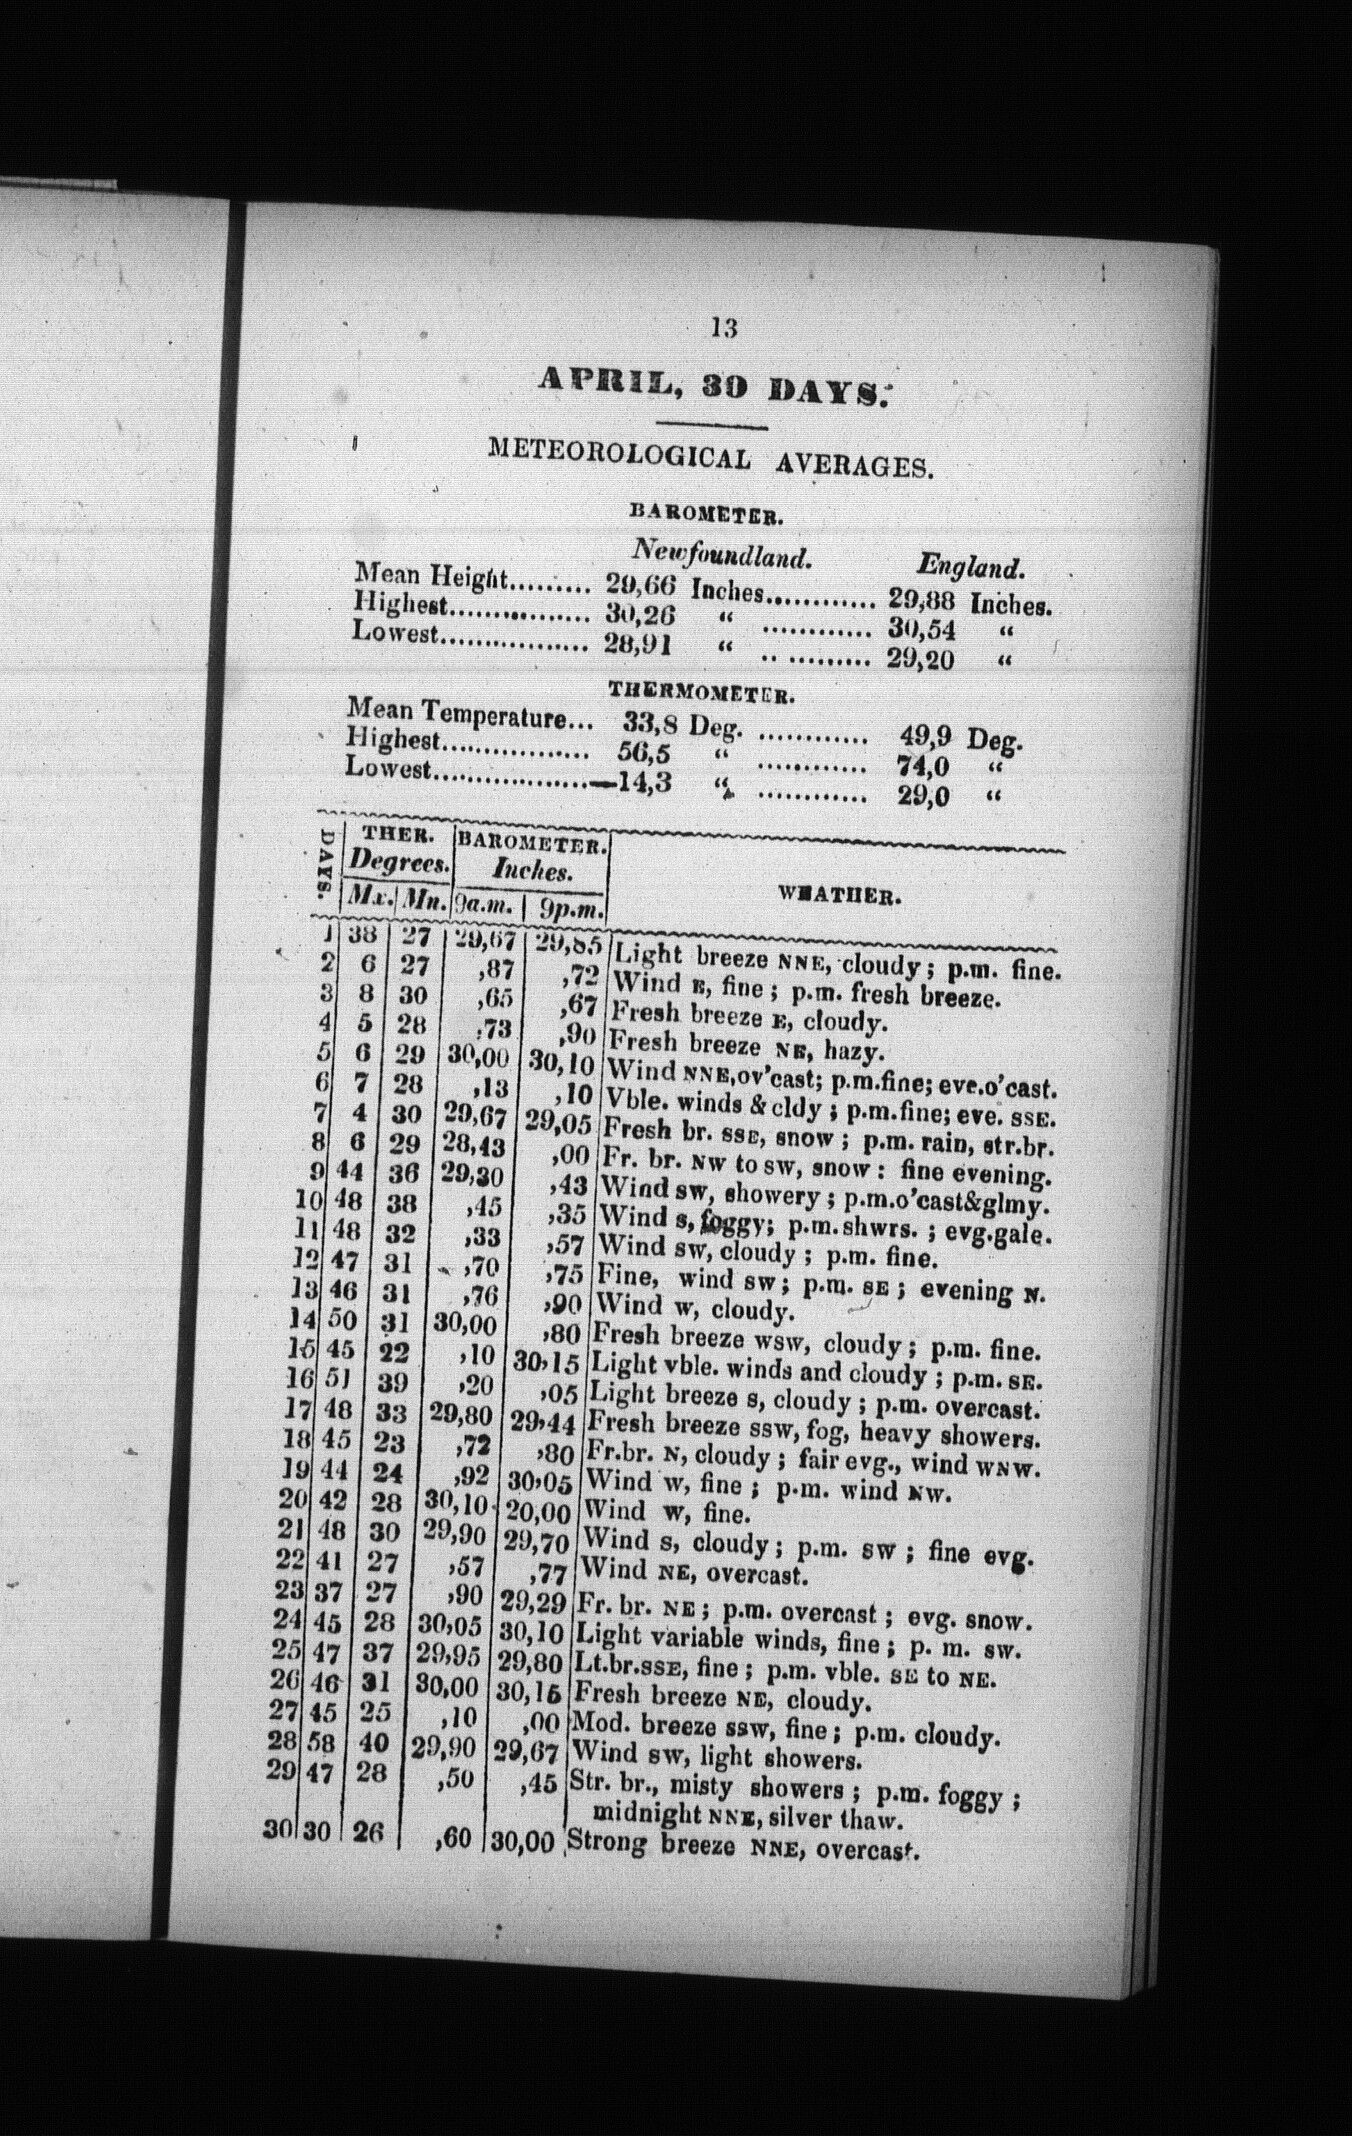 13
APRIL, 30 DAYS.
METEOROLOGICAL AVERAGES.
BAROMETER.
Newfoundland. England.
Mean Height......... 29,66 Inches............ 29,88 Inches.
Highest................ 30,26 “ ............ 30,54 “
Lowest................. 28,91 “ ............ 29,20 “
THERMOMETER.
Mean Temperature... 33,8 Deg. ............ 49,9 Deg.
Highest................. 56,5 “ ............ 74,0 “
Lowest..................—14,3 “ ............ 29,0 “
DAYS. THER. BAROMETER. WEATHER.
Degrees. Inches.
Mx. Mn. 9a.m. 9p.m.
1 38 27 29,67 29,85 Light breeze NNE, cloudy; p.m. fine.
2 6 27 ,87 ,72 Wind E, fine; p.m. fresh breeze.
3 8 30 ,65 ,67 Fresh breeze E, cloudy.
4 5 28 ,73 ,90 Fresh breeze NE, hazy.
5 6 29 30,00 30,10 Wind NNE, ov'cast; p.m.fine; eve.o'cast.
6 7 28 ,13 ,10 Vble. winds & cldy; p.m.fine; eve. SSE.
7 4 30 29,67 29,05 Fresh br. SSE, snow; p.m. rain, str.br.
8 6 29 28,43 ,00 Fr. br. NW to SW, snow: fine evening.
9 44 36 29,30 ,43 Wind SW, showery; p.m.o'cast&glmy.
10 48 38 ,45 ,35 Wind S, foggy; p.m.shwrs.; evg.gale.
11 48 32 ,33 ,57 Wind SW, cloudy; p.m. fine.
12 47 31 ,70 ,75 Fine, wind SW; p.m. SE; evening N.
13 46 31 ,76 ,90 Wind W, cloudy.
14 50 31 30,00 ,80 Fresh breeze WSW, cloudy; p.m. fine.
15 45 22 ,10 30,15 Light vble. winds and cloudy; p.m. SE.
16 51 39 ,20 ,05 Light breeze S, cloudy; p.m. overcast.
17 48 33 29,80 29,44 Fresh breeze SSW, fog, heavy showers.
18 45 23 ,72 ,80 Fr.br. N, cloudy; fair evg., wind WNW.
19 44 24 ,92 30,05 Wind W, fine; p.m. wind NW.
20 42 28 30,10 20,00 Wind W, fine.
21 48 30 29,90 29,70 Wind S, cloudy; p.m. SW; fine evg.
22 41 27 ,57 ,77 Wind NE, overcast.
23 37 27 ,90 29,29 Fr. br. NE; p.m. overcast; evg. snow.
24 45 28 30,05 30,10 Light variable winds, fine; p. m. SW.
25 47 37 29,95 29,80 Lt.br.SSE, fine; p.m. vble. SE to NE.
26 46 31 30,00 30,15 Fresh breeze NE, cloudy.
27 45 25 ,10 ,00 Mod. breeze SSW, fine; p.m. cloudy.
28 58 40 29,90 29,67 Wind SW, light showers.
29 47 28 ,50 ,45 Str. br., misty showers; p.m. foggy;
midnight NNE, silver thaw.
30 30 26 ,60 30,00 Strong breeze NNE, overcast.